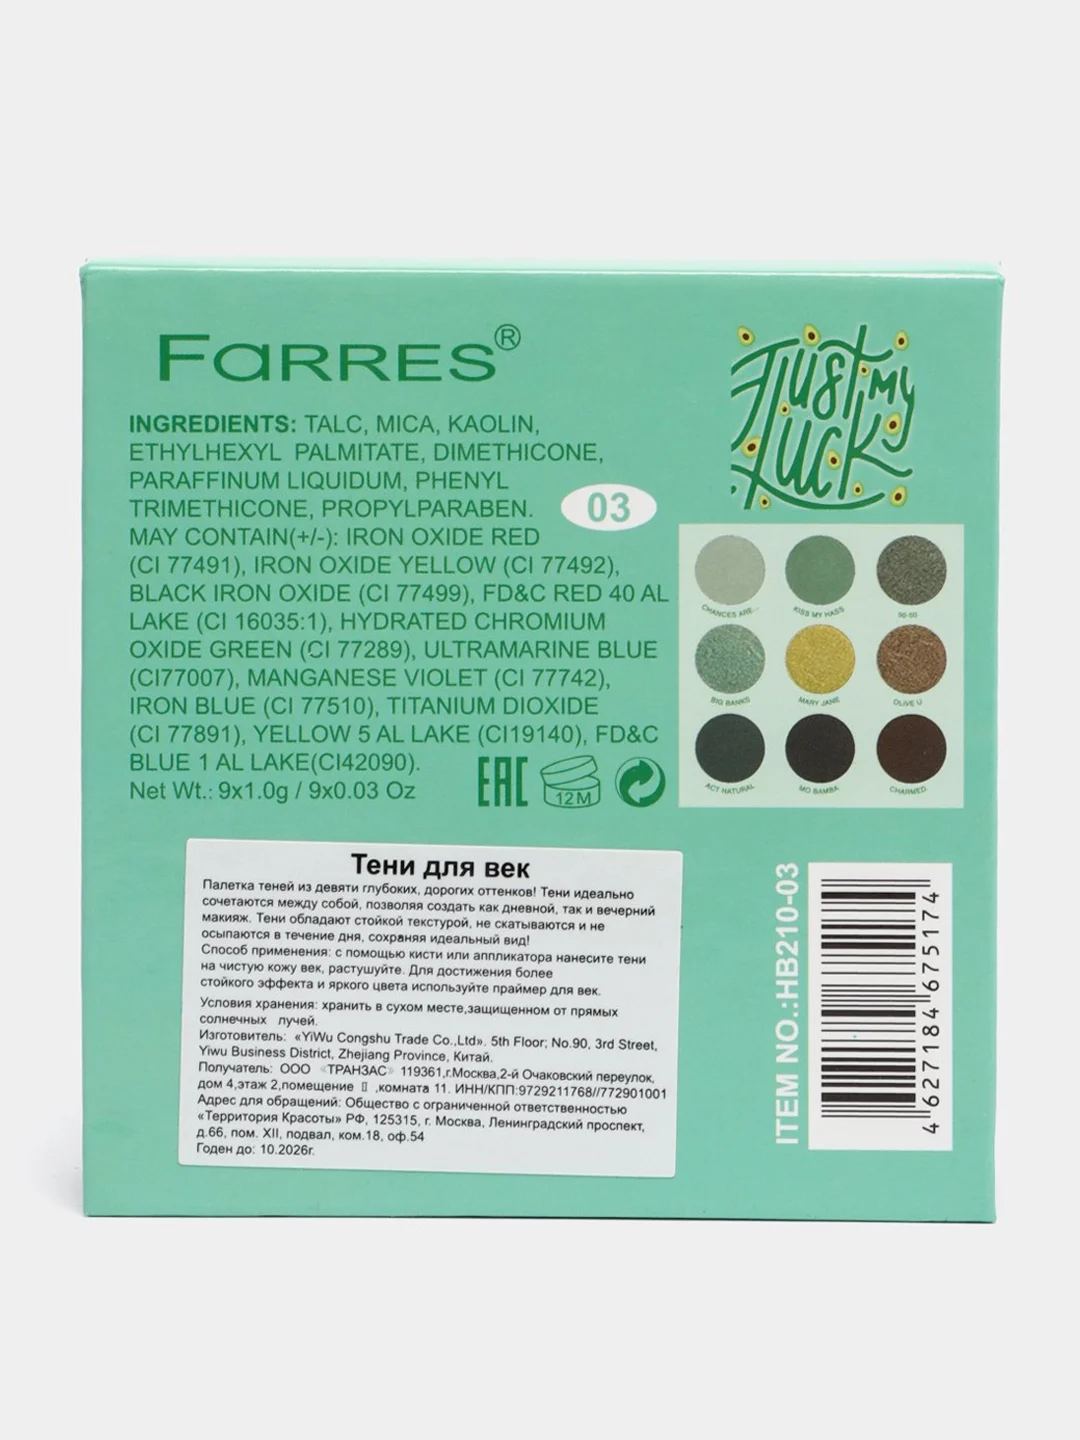 FARRES®
Just my Luck
INGREDIENTS: TALC, MICA, KAOLIN,
ETHYLHEXYL PALMITATE, DIMETHICONE,
PARAFFINUM LIQUIDUM, PHENYL
TRIMETHICONE, PROPYLPARABEN.
03
MAY CONTAIN(+/-): IRON OXIDE RED
(CI 77491), IRON OXIDE YELLOW (CI 77492),
BLACK IRON OXIDE (CI 77499), FD&C RED 40 AL
LAKE (CI 16035:1), HYDRATED CHROMIUM
OXIDE GREEN (CI 77289), ULTRAMARINE BLUE
(CI77007), MANGANESE VIOLET (CI 77742),
IRON BLUE (CI 77510), TITANIUM DIOXIDE
(CI 77891), YELLOW 5 AL LAKE (CI19140), FD&C
BLUE 1 AL LAKE(CI42090).
Net Wt.: 9x1.0g / 9x0.03 Oz
EAC
12M
CHANCES ARE... KISS MY HASS 50-50
BIG BANKS MARY JANE OLIVE U
ACT NATURAL MO BAMBA CHARMED
Тени для век
Палетка теней из девяти глубоких, дорогих оттенков! Тени идеально
сочетаются между собой, позволяя создать как дневной, так и вечерний
макияж. Тени обладают стойкой текстурой, не скатываются и не
осыпаются в течение дня, сохраняя идеальный вид!
Способ применения: с помощью кисти или аппликатора нанесите тени
на чистую кожу век, растушуйте. Для достижения более
стойкого эффекта и яркого цвета используйте праймер для век.
Условия хранения: хранить в сухом месте,защищенном от прямых
солнечных лучей.
Изготовитель: «YiWu Congshu Trade Co.,Ltd». 5th Floor; No.90, 3rd Street,
Yiwu Business District, Zhejiang Province, Китай.
Получатель: ООО «ТРАНЗАС» 119361,г.Москва,2-й Очаковский переулок,
дом 4,этаж 2,помещение ▯ ,комната 11. ИНН/КПП:9729211768//772901001
Адрес для обращений: Общество с ограниченной ответственностью
«Территория Красоты» РФ, 125315, г. Москва, Ленинградский проспект,
д.66, пом. XII, подвал, ком.18, оф.54
Годен до: 10.2026г.
ITEM NO.:HB210-03
4 627184 675174